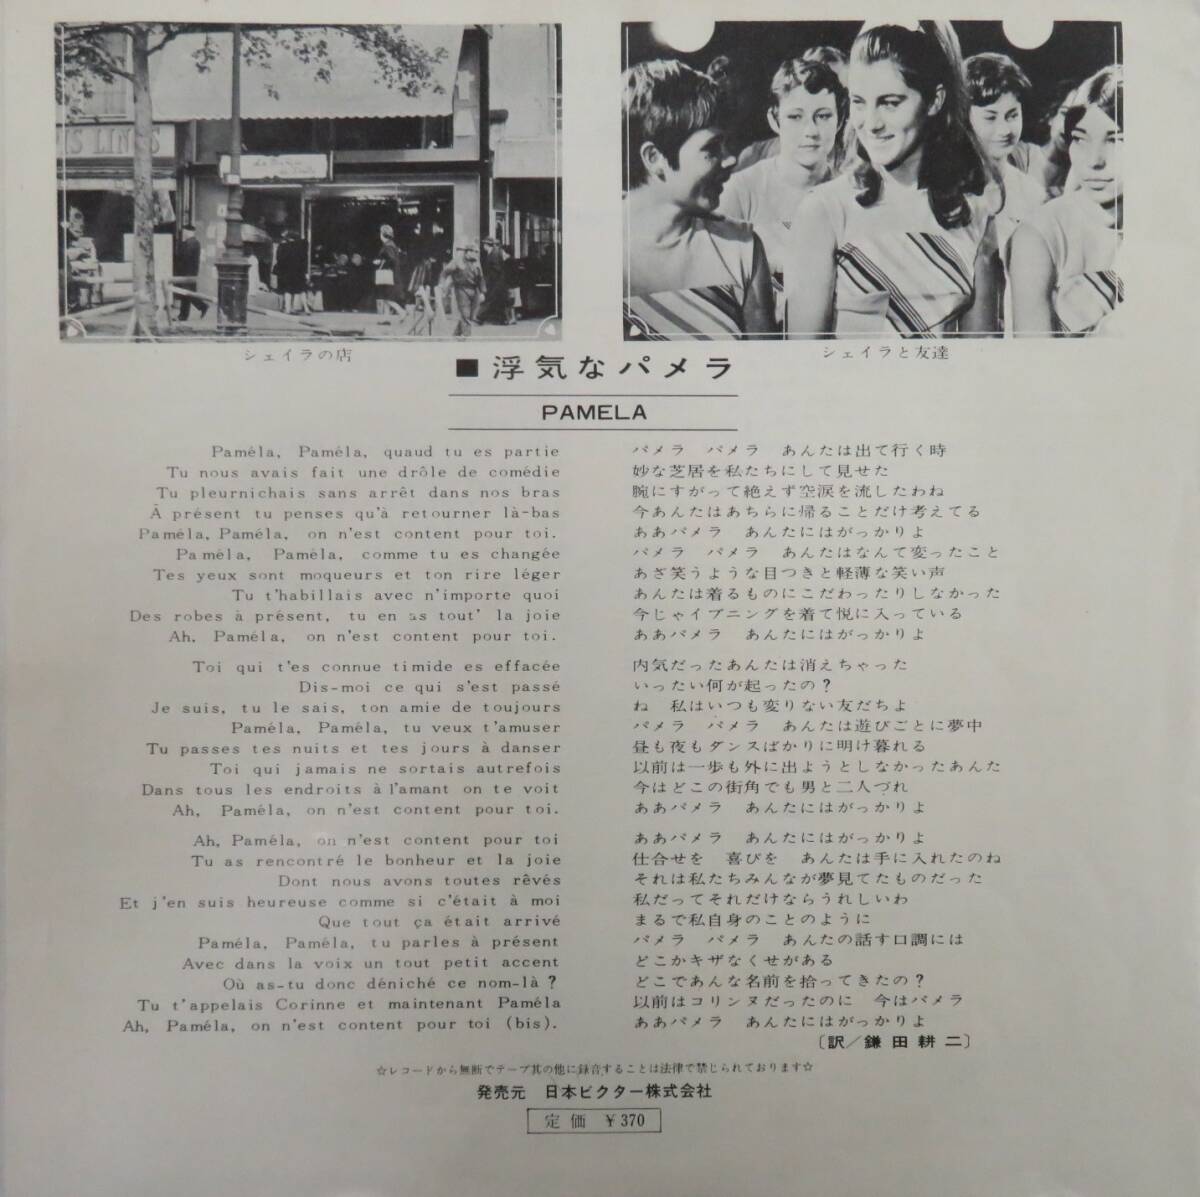 IS LINES
シェイラの店
シェイラと友達
■ 浮気なパメラ
PAMELA
Paméla, Paméla, quaud tu es partie
Tu nous avais fait une drôle de comédie
Tu pleurnichais sans arrêt dans nos bras
À présent tu penses qu'à retourner là-bas
Paméla, Paméla, on n'est content pour toi.
Paméla, Paméla, comme tu es changée
Tes yeux sont moqueurs et ton rire léger
Tu t'habillais avec n'importe quoi
Des robes à présent, tu en as tout' la joie
Ah, Paméla, on n'est content pour toi.
Toi qui t'es connue timide es effacée
Dis-moi ce qui s'est passé
Je suis, tu le sais, ton amie de toujours
Paméla, Paméla, tu veux t'amuser
Tu passes tes nuits et tes jours à danser
Toi qui jamais ne sortais autrefois
Dans tous les endroits à l'amant on te voit
Ah, Paméla, on n'est content pour toi.
Ah, Paméla, on n'est content pour toi
Tu as rencontré le bonheur et la joie
Dont nous avons toutes rêvés
Et j'en suis heureuse comme si c'était à moi
Que tout ça était arrivé
Paméla, Paméla, tu parles à présent
Avec dans la voix un tout petit accent
Où as-tu donc déniché ce nom-là ?
Tu t'appelais Corinne et maintenant Paméla
Ah, Paméla, on n'est content pour toi (bis).
パメラ　パメラ　あんたは出て行く時
妙な芝居を私たちにして見せた
腕にすがって絶えず空涙を流したわね
今あんたはあちらに帰ることだけ考えてる
ああパメラ　あんたにはがっかりよ
パメラ　パメラ　あんたはなんて変ったこと
あざ笑うような目つきと軽薄な笑い声
あんたは着るものにこだわったりしなかった
今じゃイブニングを着て悦に入っている
ああパメラ　あんたにはがっかりよ
内気だったあんたは消えちゃった
いったい何が起ったの？
ね　私はいつも変りない友だちよ
パメラ　パメラ　あんたは遊びごとに夢中
昼も夜もダンスばかりに明け暮れる
以前は一歩も外に出ようとしなかったあんた
今はどこの街角でも男と二人づれ
ああパメラ　あんたにはがっかりよ
ああパメラ　あんたにはがっかりよ
仕合せを　喜びを　あんたは手に入れたのね
それは私たちみんなが夢見てたものだった
私だってそれだけならうれしいわ
まるで私自身のことのように
パメラ　パメラ　あんたの話す口調には
どこかキザなくせがある
どこであんな名前を拾ってきたの？
以前はコリンヌだったのに　今はパメラ
ああパメラ　あんたにはがっかりよ
〔訳／鎌田耕二〕
☆レコードから無断でテープ其の他に録音することは法律で禁じられております☆
発売元　日本ビクター株式会社
定価　￥370